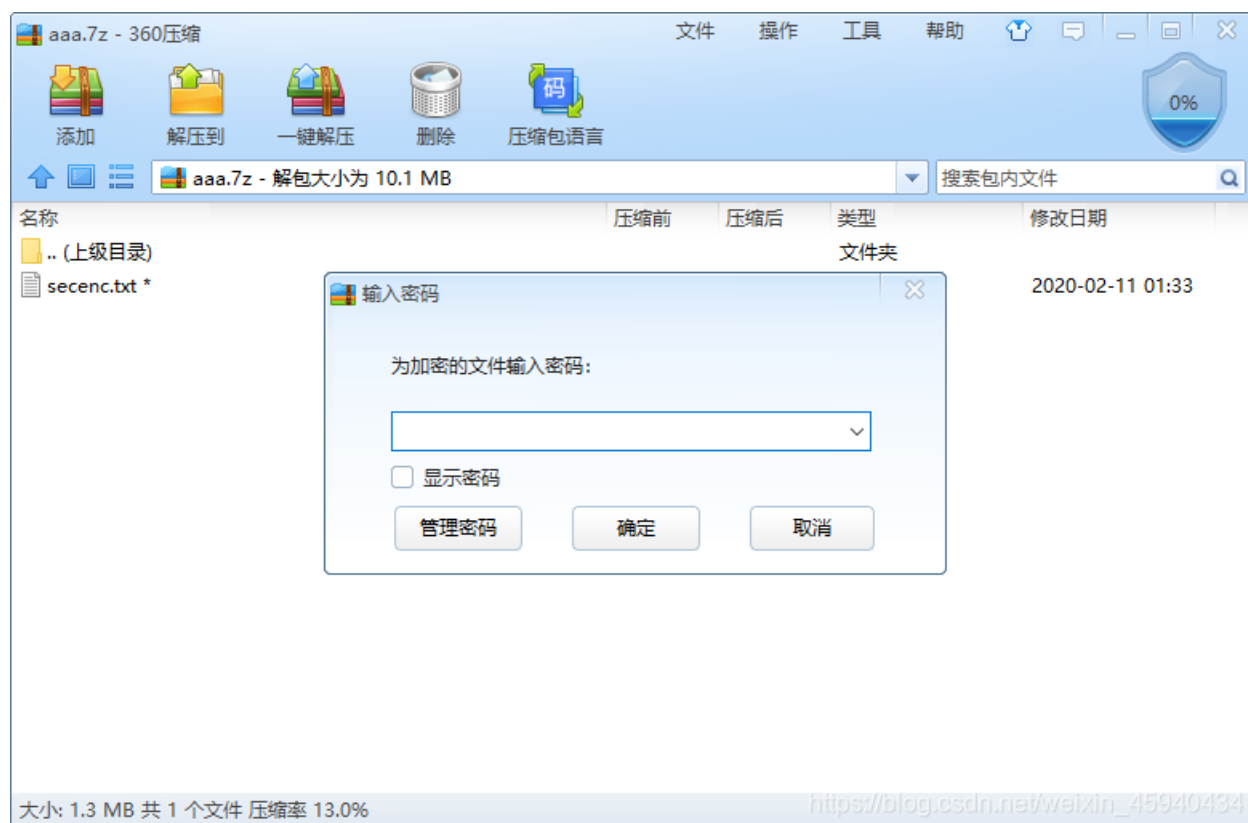 aaa.7z - 360压缩 文件 操作 工具 帮助
码
0%
添加 解压到 一键解压 删除 压缩包语言
aaa.7z - 解包大小为 10.1 MB 搜索包内文件
名称 压缩前 压缩后 类型 修改日期
.. (上级目录) 文件夹
secenc.txt * 2020-02-11 01:33
输入密码
为加密的文件输入密码:
显示密码
管理密码 确定 取消
大小: 1.3 MB 共 1 个文件 压缩率 13.0%
https://blog.csdn.net/weixin_45940434